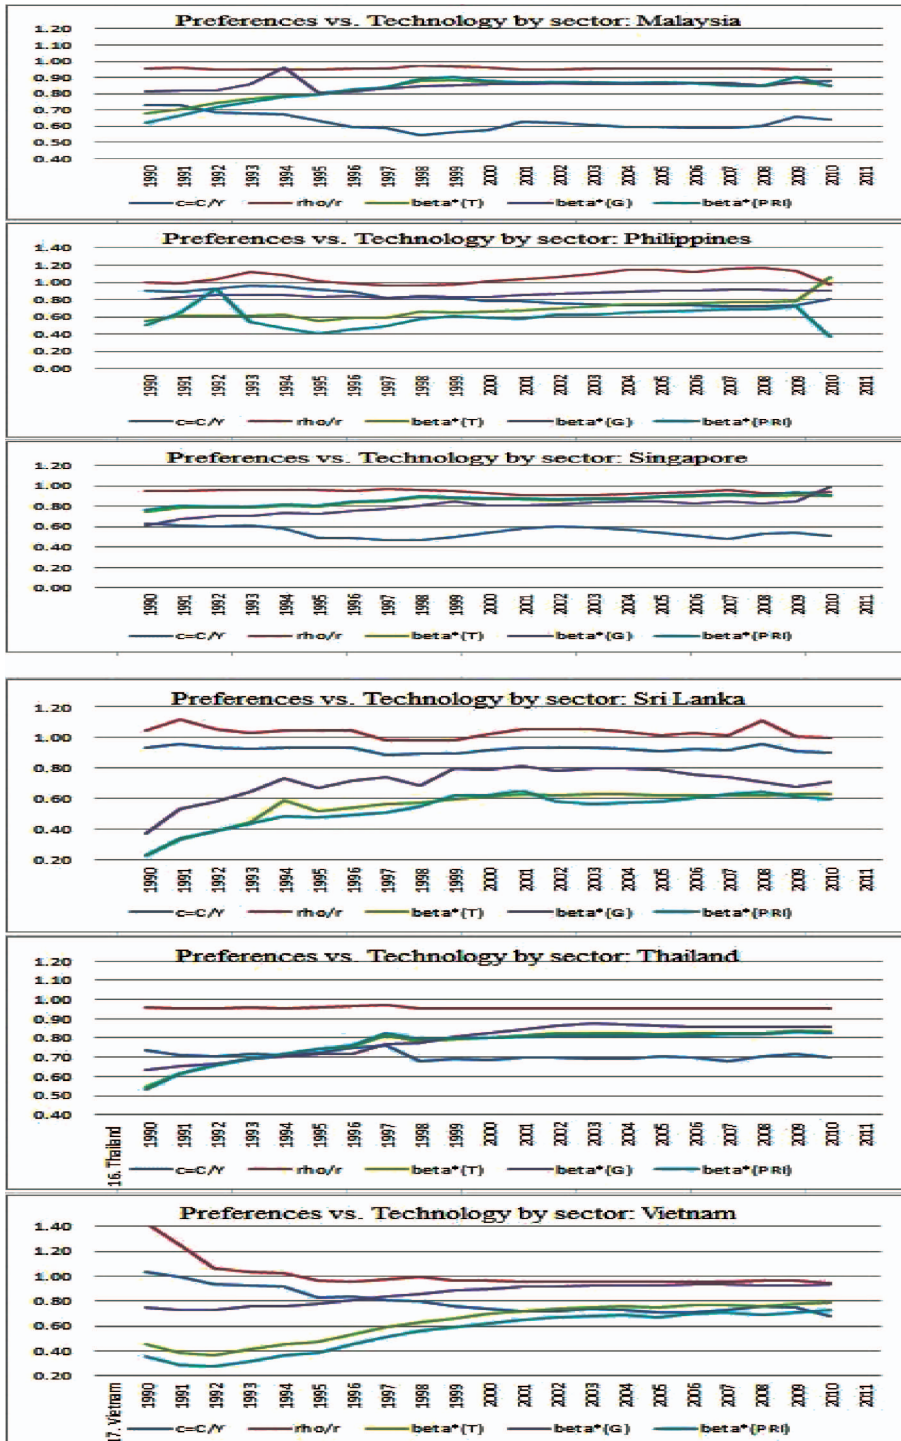 Preferences vs. Technology by sector: Malaysia
1.20
1.10
1.00
0.90
0.80
0.70
0.60
0.50
0.40
1990 1991 1992 1993 1994 1995 1996 1997 1998 1999 2000 2001 2002 2003 2004 2005 2006 2007 2008 2009 2010 2011
c=C/Y rho/r beta*(T) beta*(G) beta*(PRI)
Preferences vs. Technology by sector: Philippines
1.40
1.20
1.00
0.80
0.60
0.40
0.20
0.00
1990 1991 1992 1993 1994 1995 1996 1997 1998 1999 2000 2001 2002 2003 2004 2005 2006 2007 2008 2009 2010 2011
c=C/Y rho/r beta*(T) beta*(G) beta*(PRI)
Preferences vs. Technology by sector: Singapore
1.20
1.00
0.80
0.60
0.40
0.20
0.00
1990 1991 1992 1993 1994 1995 1996 1997 1998 1999 2000 2001 2002 2003 2004 2005 2006 2007 2008 2009 2010 2011
c=C/Y rho/r beta*(T) beta*(G) beta*(PRI)
Preferences vs. Technology by sector: Sri Lanka
1.20
1.00
0.80
0.60
0.40
0.20
1990 1991 1992 1993 1994 1995 1996 1997 1998 1999 2000 2001 2002 2003 2004 2005 2006 2007 2008 2009 2010 2011
c=C/Y rho/r beta*(T) beta*(G) beta*(PRI)
Preferences vs. Technology by sector: Thailand
1.20
1.10
1.00
0.90
0.80
0.70
0.60
0.50
0.40
16. Thailand
1990 1991 1992 1993 1994 1995 1996 1997 1998 1999 2000 2001 2002 2003 2004 2005 2006 2007 2008 2009 2010 2011
c=C/Y rho/r beta*(T) beta*(G) beta*(PRI)
Preferences vs. Technology by sector: Vietnam
1.40
1.20
1.00
0.80
0.60
0.40
0.20
17. Vietnam
1990 1991 1992 1993 1994 1995 1996 1997 1998 1999 2000 2001 2002 2003 2004 2005 2006 2007 2008 2009 2010 2011
c=C/Y rho/r beta*(T) beta*(G) beta*(PRI)